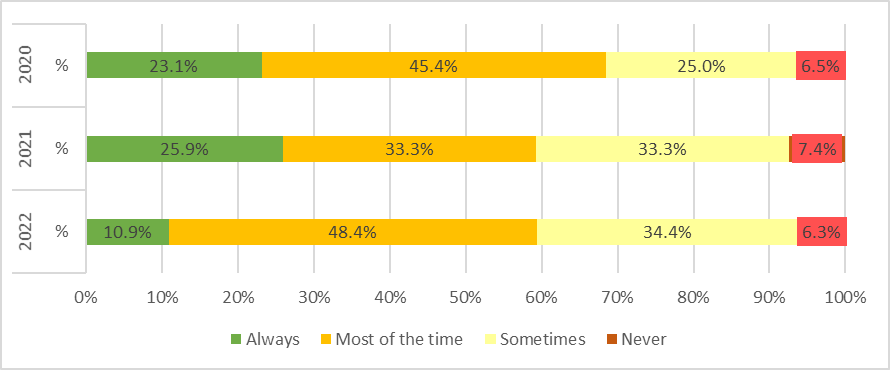 2020 % 23.1% 45.4% 25.0% 6.5%
2021 % 25.9% 33.3% 33.3% 7.4%
2022 % 10.9% 48.4% 34.4% 6.3%
0% 10% 20% 30% 40% 50% 60% 70% 80% 90% 100%
Always Most of the time Sometimes Never